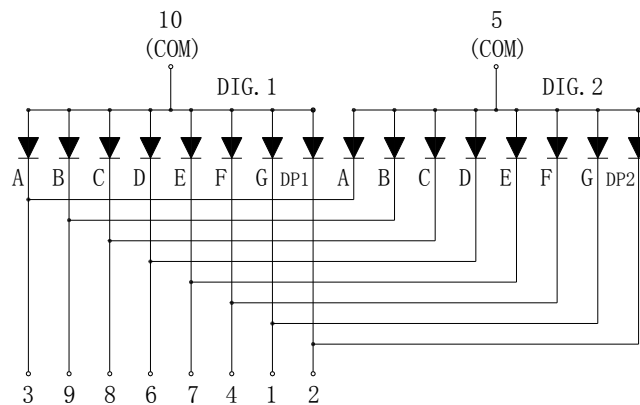 10 5
(COM) (COM)
DIG.1 DIG.2
A B C D E F G DP1 A B C D E F G DP2
3 9 8 6 7 4 1 2